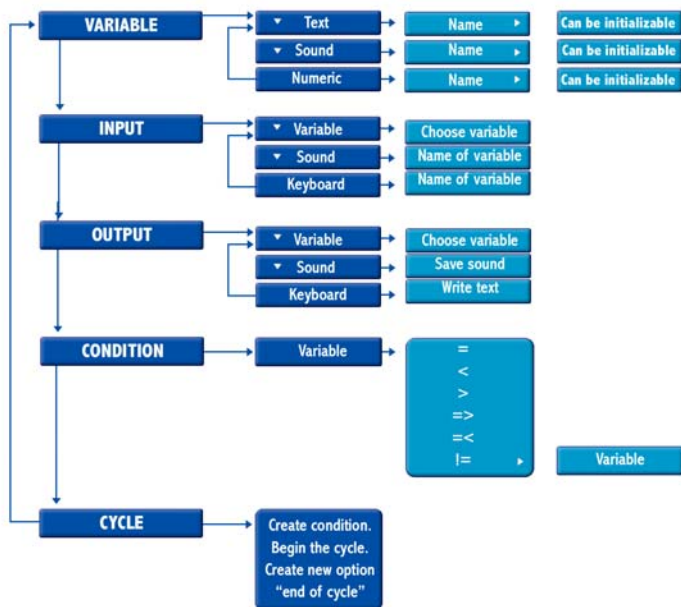 VARIABLE
Text
Name
Can be initializable
Sound
Name
Can be initializable
Numeric
Name
Can be initializable
INPUT
Variable
Choose variable
Sound
Name of variable
Keyboard
Name of variable
OUTPUT
Variable
Choose variable
Sound
Save sound
Keyboard
Write text
CONDITION
Variable
=
<
>
=>
=<
!=
Variable
CYCLE
Create condition.
Begin the cycle.
Create new option
“end of cycle”